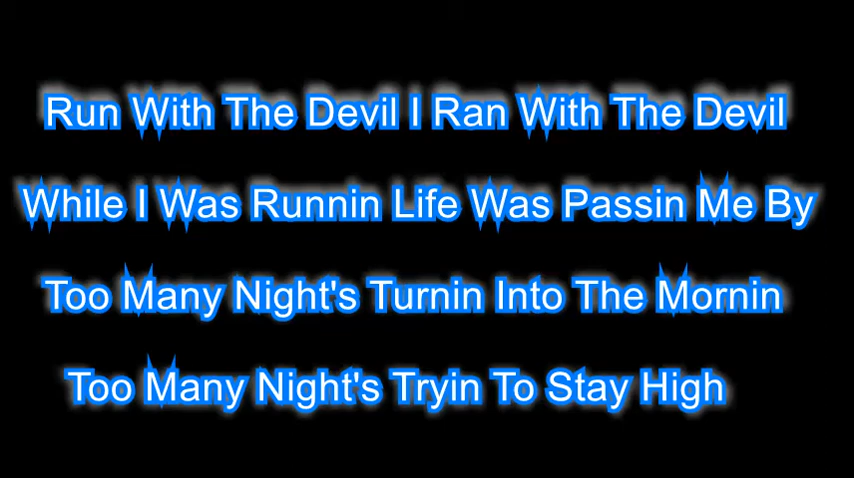 Run With The Devil I Ran With The Devil
While I Was Runnin Life Was Passin Me By
Too Many Night's Turnin Into The Mornin
Too Many Night's Tryin To Stay High